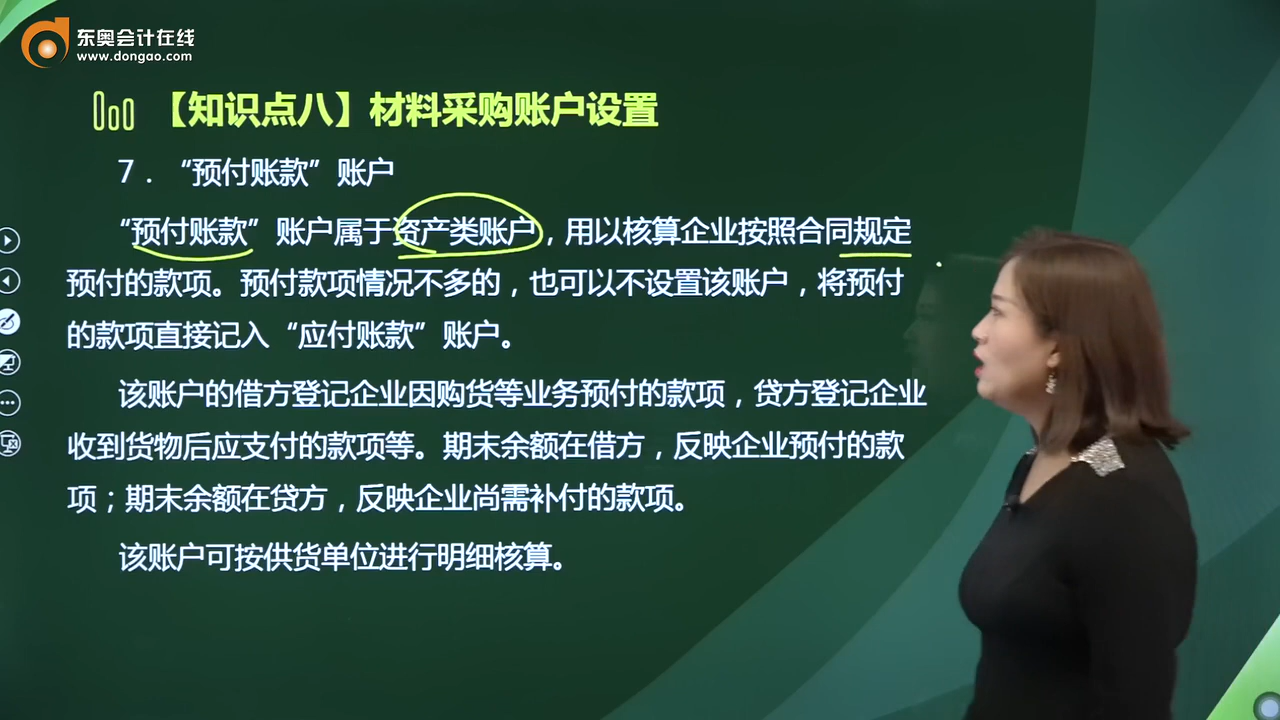 东奥会计在线
www.dongao.com
【知识点八】材料采购账户设置
7．“预付账款”账户
“预付账款”账户属于资产类账户，用以核算企业按照合同规定
预付的款项。预付款项情况不多的，也可以不设置该账户，将预付
的款项直接记入“应付账款”账户。
该账户的借方登记企业因购货等业务预付的款项，贷方登记企业
收到货物后应支付的款项等。期末余额在借方，反映企业预付的款
项；期末余额在贷方，反映企业尚需补付的款项。
该账户可按供货单位进行明细核算。